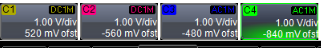 C1 DC1M C2 DC1M C3 AC1M C4 AC1M
1.00 V/div 1.00 V/div 1.00 V/div 1.00 V/div
520 mV ofst -560 mV ofst -480 mV ofst -840 mV ofst